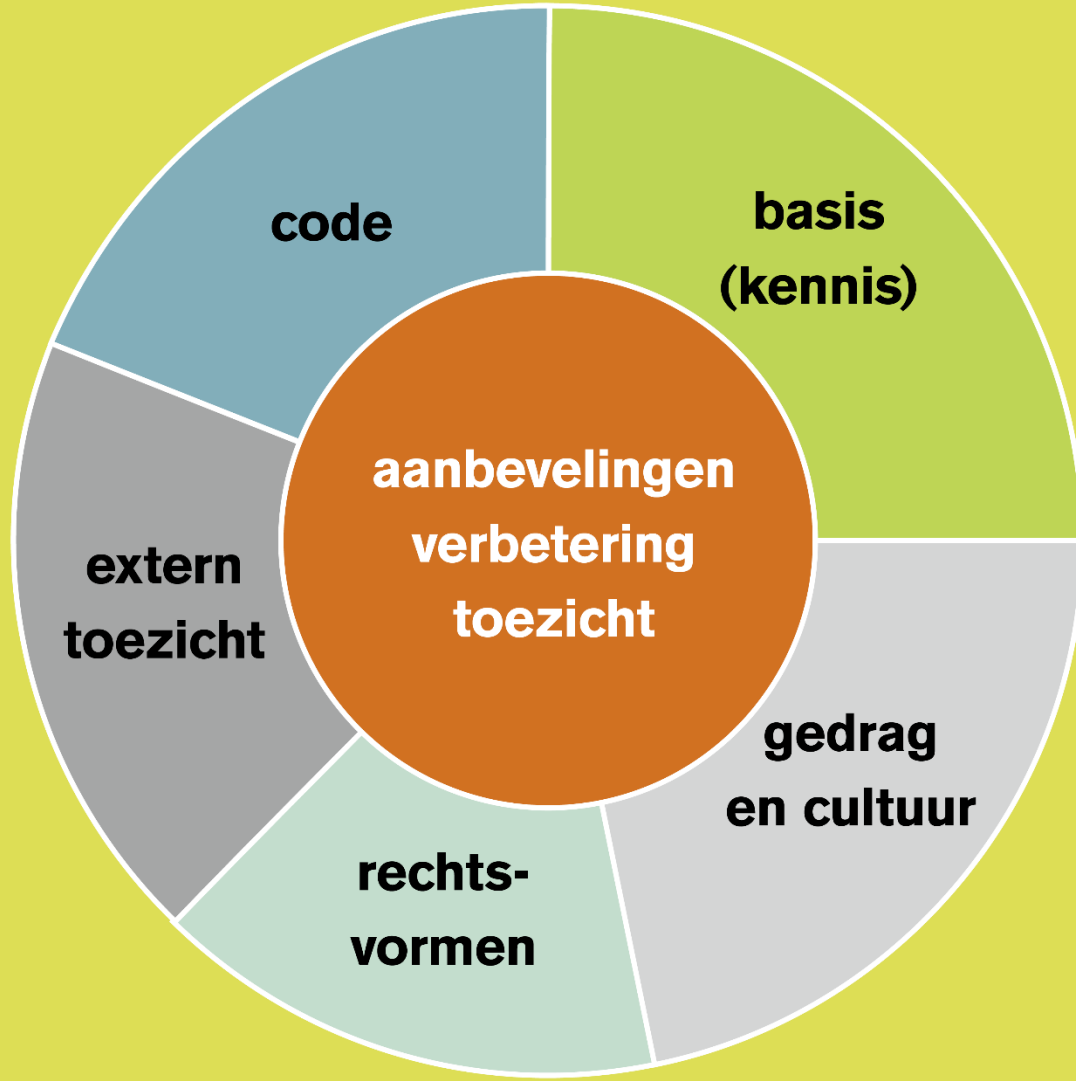 code
basis
(kennis)
aanbevelingen
verbetering
toezicht
extern
toezicht
gedrag
en cultuur
rechts-
vormen